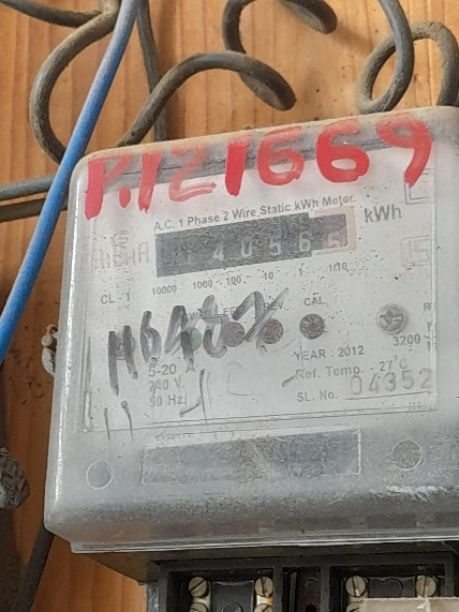 P.121669
A.C. 1 Phase 2 Wire Static kWh Meter
140565 kWh
CL-1 10000 1000 100 10 1 1/10
CAL
3200
5-20 A YEAR: 2012
240 V. Ref. Temp. - 27°C
50 Hz. SL. No. 04352